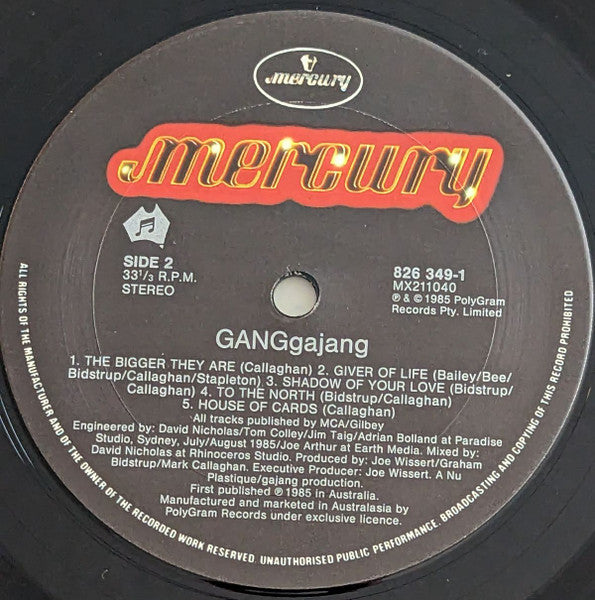 mercury
mercury
SIDE 2
33 1/3 R.P.M.
STEREO
826 349-1
MX211040
℗ & © 1985 PolyGram
Records Pty. Limited
GANGgajang
1. THE BIGGER THEY ARE (Callaghan) 2. GIVER OF LIFE (Bailey/Bee/
Bidstrup/Callaghan/Stapleton) 3. SHADOW OF YOUR LOVE (Bidstrup/
Callaghan) 4. TO THE NORTH (Bidstrup/Callaghan)
5. HOUSE OF CARDS (Callaghan)
All tracks published by MCA/Gilbey
Engineered by: David Nicholas/Tom Colley/Jim Taig/Adrian Bolland at Paradise
Studio, Sydney, July/August 1985/Joe Arthur at Earth Media. Mixed by:
David Nicholas at Rhinoceros Studio. Produced by: Joe Wissert/Graham
Bidstrup/Mark Callaghan. Executive Producer: Joe Wissert. A Nu
Plastique/gajang production.
First published ℗ 1985 in Australia.
Manufactured and marketed in Australasia by
PolyGram Records under exclusive licence.
ALL RIGHTS OF THE MANUFACTURER AND OF THE OWNER OF THE RECORDED WORK RESERVED. UNAUTHORISED PUBLIC PERFORMANCE, BROADCASTING AND COPYING OF THIS RECORD PROHIBITED